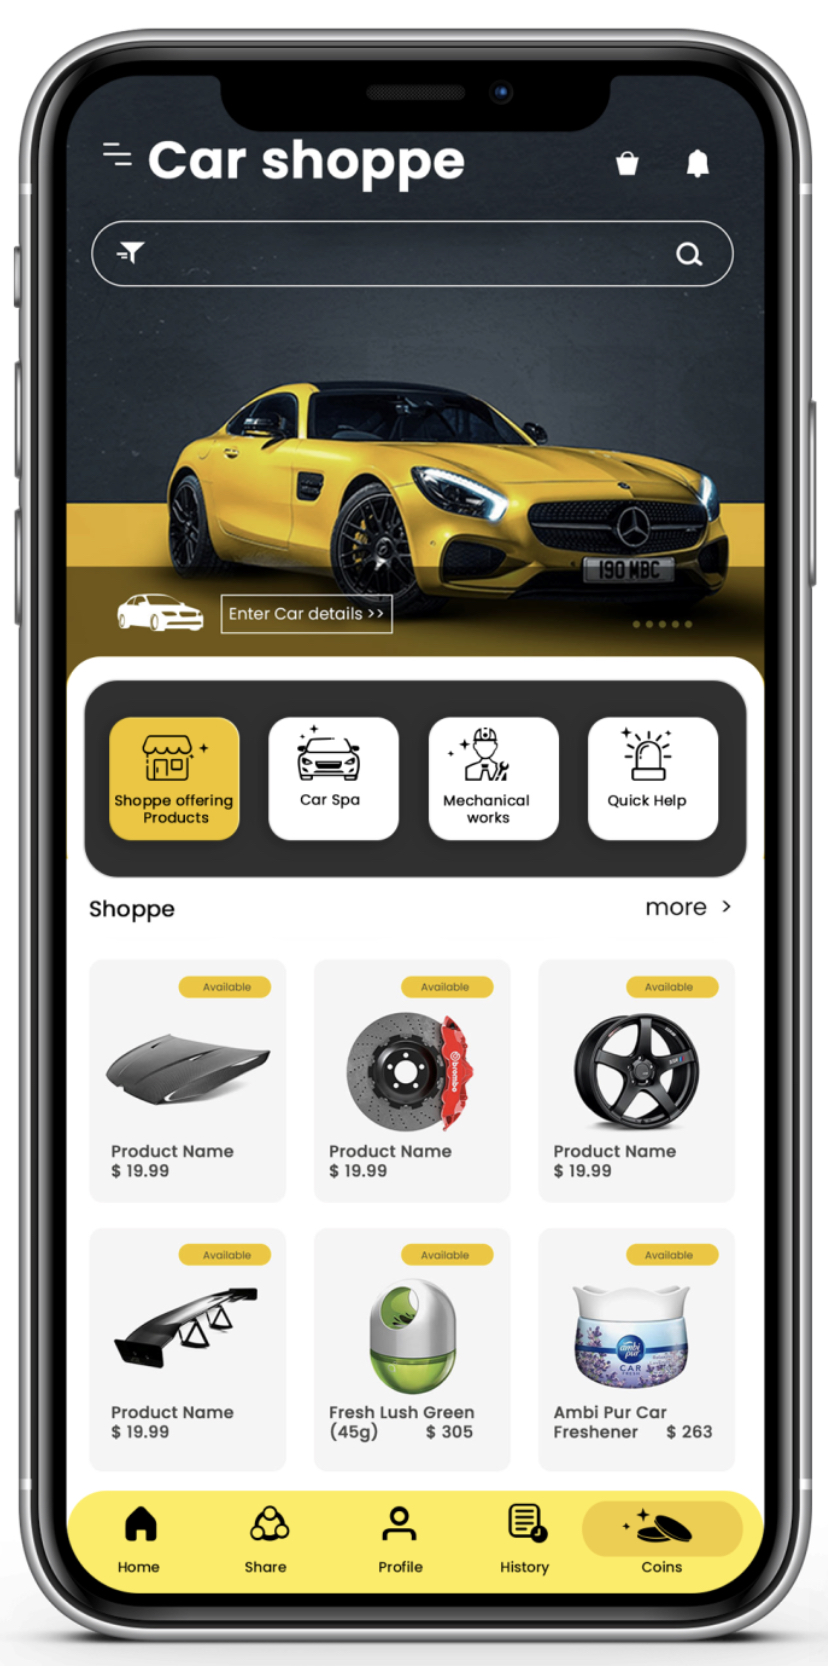 Car shoppe
190 MBC
Enter Car details >>
Shoppe offering
Products
Car Spa
Mechanical
works
Quick Help
Shoppe
more >
Available
Available
Available
brembo
Product Name
$ 19.99
Product Name
$ 19.99
Product Name
$ 19.99
Available
Available
Available
ambi
pur
CAR
FRESH
Product Name
$ 19.99
Fresh Lush Green
(45g) $ 305
Ambi Pur Car
Freshener $ 263
Home
Share
Profile
History
Coins